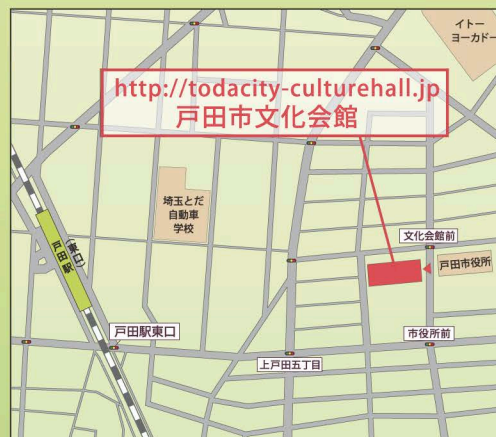 イトー
ヨーカドー
http://todacity-culturehall.jp
戸田市文化会館
埼玉とだ
自動車
学校
戸田駅
(東口)
文化会館前
戸田市役所
戸田駅東口
市役所前
上戸田五丁目